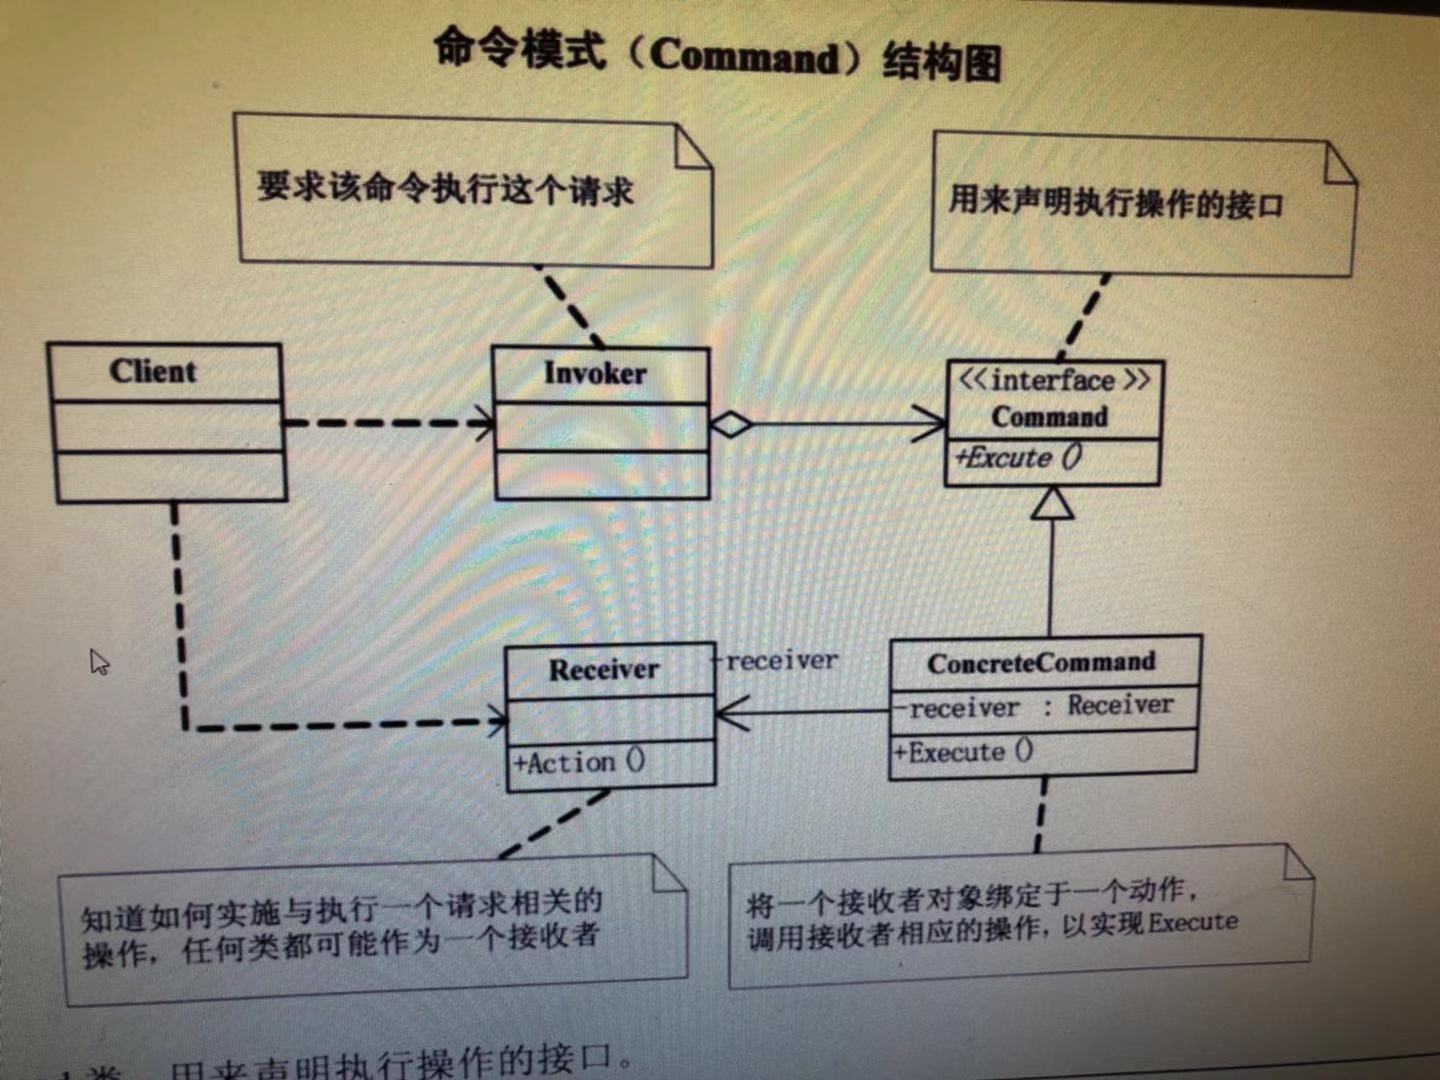 命令模式（Command）结构图
要求该命令执行这个请求
用来声明执行操作的接口
Client
Invoker
<<interface >>
Command
+Excute ()
Receiver
+Action ()
-receiver
ConcreteCommand
-receiver : Receiver
+Execute ()
知道如何实施与执行一个请求相关的
操作，任何类都可能作为一个接收者
将一个接收者对象绑定于一个动作，
调用接收者相应的操作，以实现Execute
类，用来声明执行操作的接口。